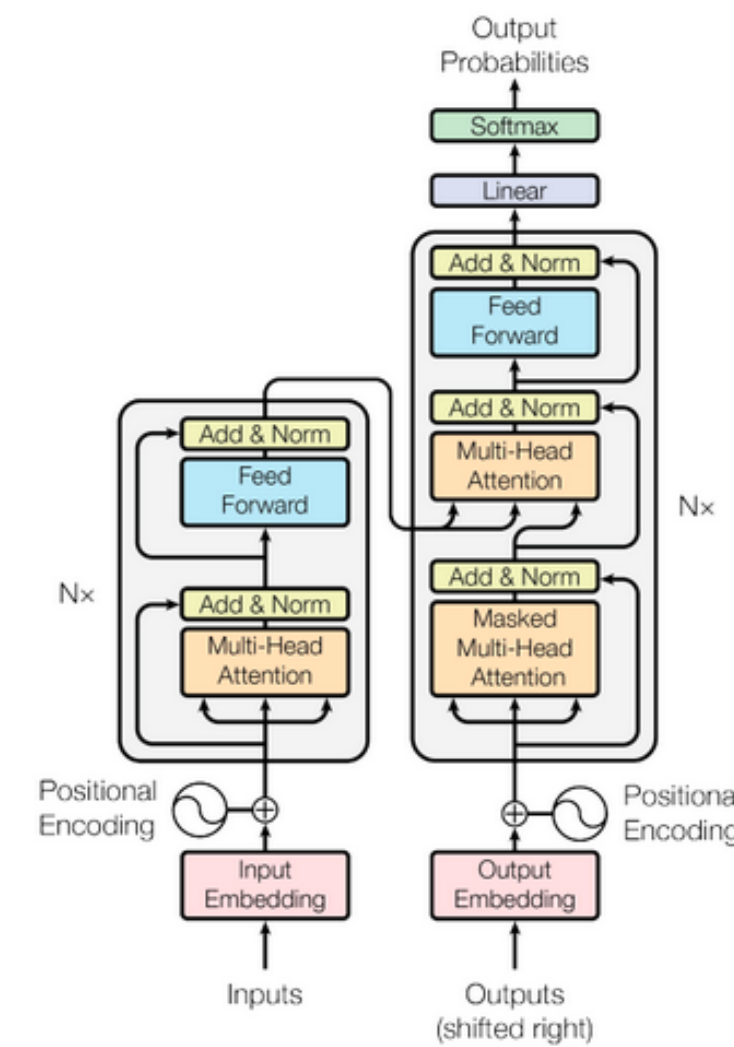 Output
Probabilities
Softmax
Linear
Add & Norm
Feed
Forward
Add & Norm
Multi-Head
Attention
Nx
Add & Norm
Masked
Multi-Head
Attention
Add & Norm
Feed
Forward
Nx
Add & Norm
Multi-Head
Attention
Positional
Encoding
Positiona
Encoding
Input
Embedding
Output
Embedding
Inputs
Outputs
(shifted right)